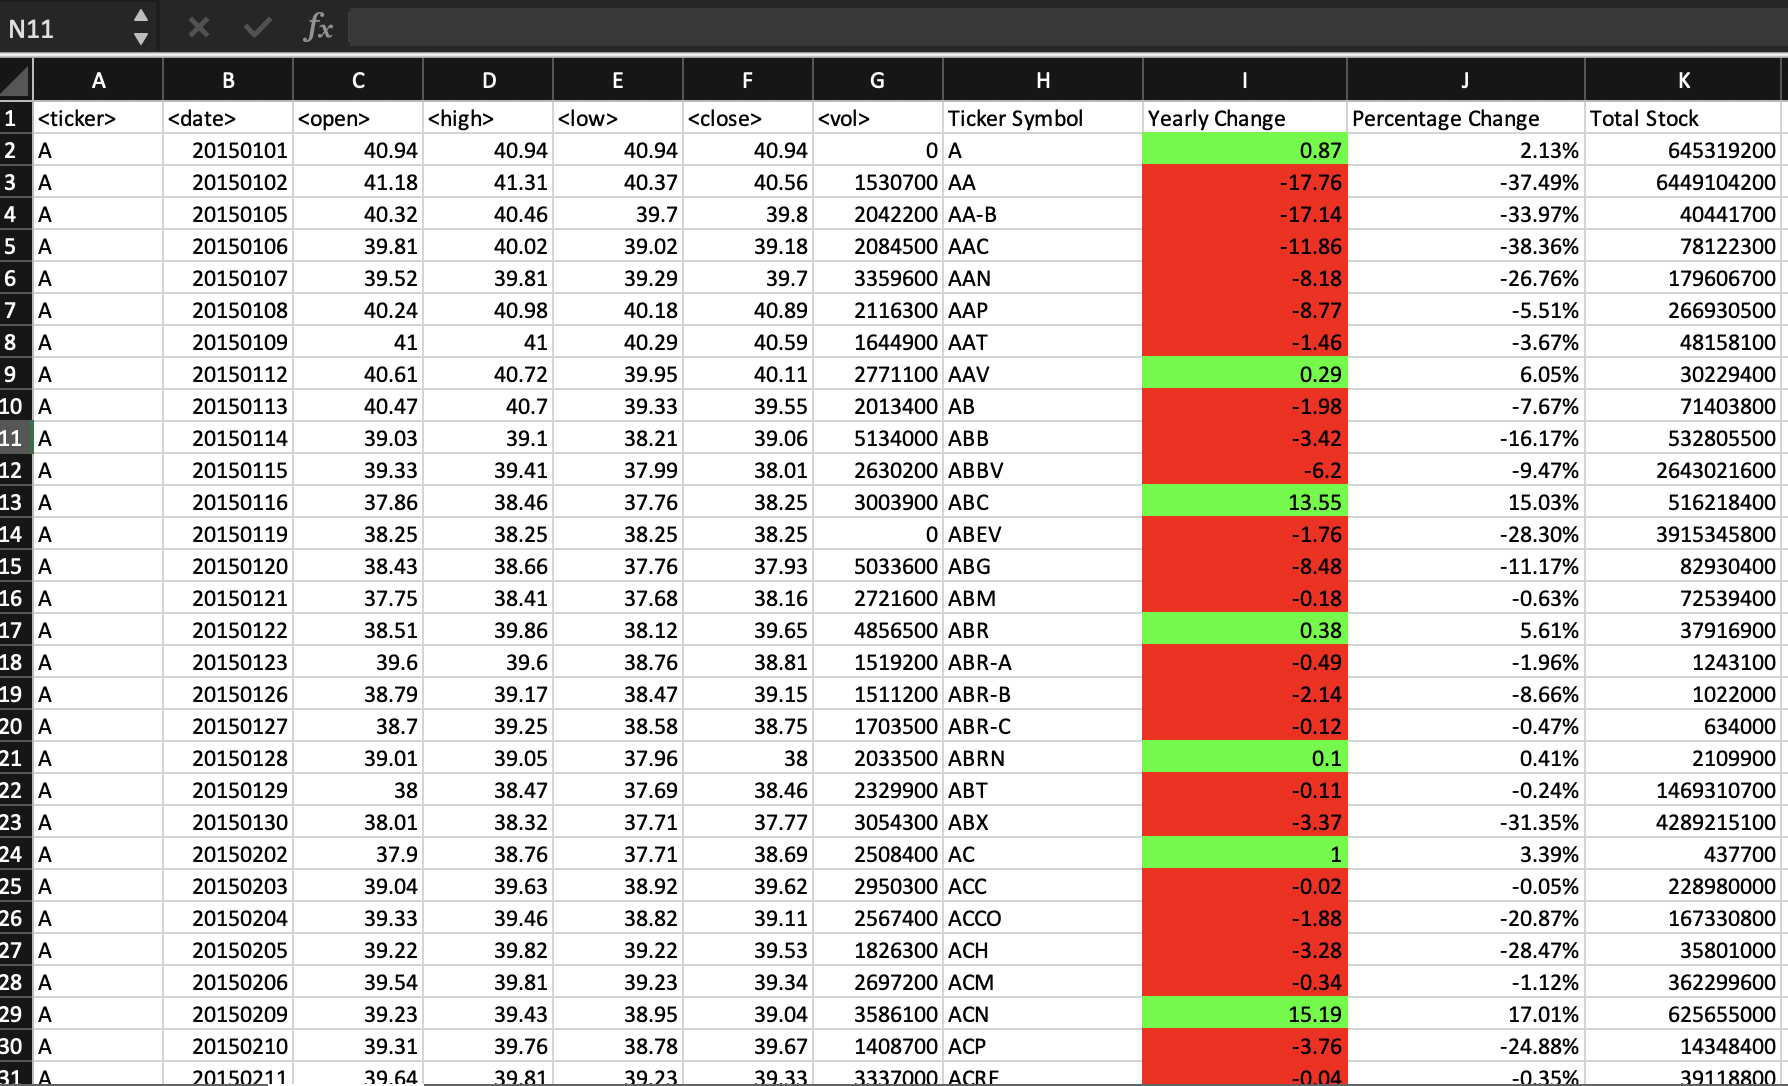 N11 fx
A B C D E F G H I J K
1 <ticker> <date> <open> <high> <low> <close> <vol> Ticker Symbol Yearly Change Percentage Change Total Stock
2 A 20150101 40.94 40.94 40.94 40.94 0 A 0.87 2.13% 645319200
3 A 20150102 41.18 41.31 40.37 40.56 1530700 AA -17.76 -37.49% 6449104200
4 A 20150105 40.32 40.46 39.7 39.8 2042200 AA-B -17.14 -33.97% 40441700
5 A 20150106 39.81 40.02 39.02 39.18 2084500 AAC -11.86 -38.36% 78122300
6 A 20150107 39.52 39.81 39.29 39.7 3359600 AAN -8.18 -26.76% 179606700
7 A 20150108 40.24 40.98 40.18 40.89 2116300 AAP -8.77 -5.51% 266930500
8 A 20150109 41 41 40.29 40.59 1644900 AAT -1.46 -3.67% 48158100
9 A 20150112 40.61 40.72 39.95 40.11 2771100 AAV 0.29 6.05% 30229400
10 A 20150113 40.47 40.7 39.33 39.55 2013400 AB -1.98 -7.67% 71403800
11 A 20150114 39.03 39.1 38.21 39.06 5134000 ABB -3.42 -16.17% 532805500
12 A 20150115 39.33 39.41 37.99 38.01 2630200 ABBV -6.2 -9.47% 2643021600
13 A 20150116 37.86 38.46 37.76 38.25 3003900 ABC 13.55 15.03% 516218400
14 A 20150119 38.25 38.25 38.25 38.25 0 ABEV -1.76 -28.30% 3915345800
15 A 20150120 38.43 38.66 37.76 37.93 5033600 ABG -8.48 -11.17% 82930400
16 A 20150121 37.75 38.41 37.68 38.16 2721600 ABM -0.18 -0.63% 72539400
17 A 20150122 38.51 39.86 38.12 39.65 4856500 ABR 0.38 5.61% 37916900
18 A 20150123 39.6 39.6 38.76 38.81 1519200 ABR-A -0.49 -1.96% 1243100
19 A 20150126 38.79 39.17 38.47 39.15 1511200 ABR-B -2.14 -8.66% 1022000
20 A 20150127 38.7 39.25 38.58 38.75 1703500 ABR-C -0.12 -0.47% 634000
21 A 20150128 39.01 39.05 37.96 38 2033500 ABRN 0.1 0.41% 2109900
22 A 20150129 38 38.47 37.69 38.46 2329900 ABT -0.11 -0.24% 1469310700
23 A 20150130 38.01 38.32 37.71 37.77 3054300 ABX -3.37 -31.35% 4289215100
24 A 20150202 37.9 38.76 37.71 38.69 2508400 AC 1 3.39% 437700
25 A 20150203 39.04 39.63 38.92 39.62 2950300 ACC -0.02 -0.05% 228980000
26 A 20150204 39.33 39.46 38.82 39.11 2567400 ACCO -1.88 -20.87% 167330800
27 A 20150205 39.22 39.82 39.22 39.53 1826300 ACH -3.28 -28.47% 35801000
28 A 20150206 39.54 39.81 39.23 39.34 2697200 ACM -0.34 -1.12% 362299600
29 A 20150209 39.23 39.43 38.95 39.04 3586100 ACN 15.19 17.01% 625655000
30 A 20150210 39.31 39.76 38.78 39.67 1408700 ACP -3.76 -24.88% 14348400
31 A 20150211 39.64 39.81 39.23 39.33 3337000 ACRE -0.04 -0.35% 39118800